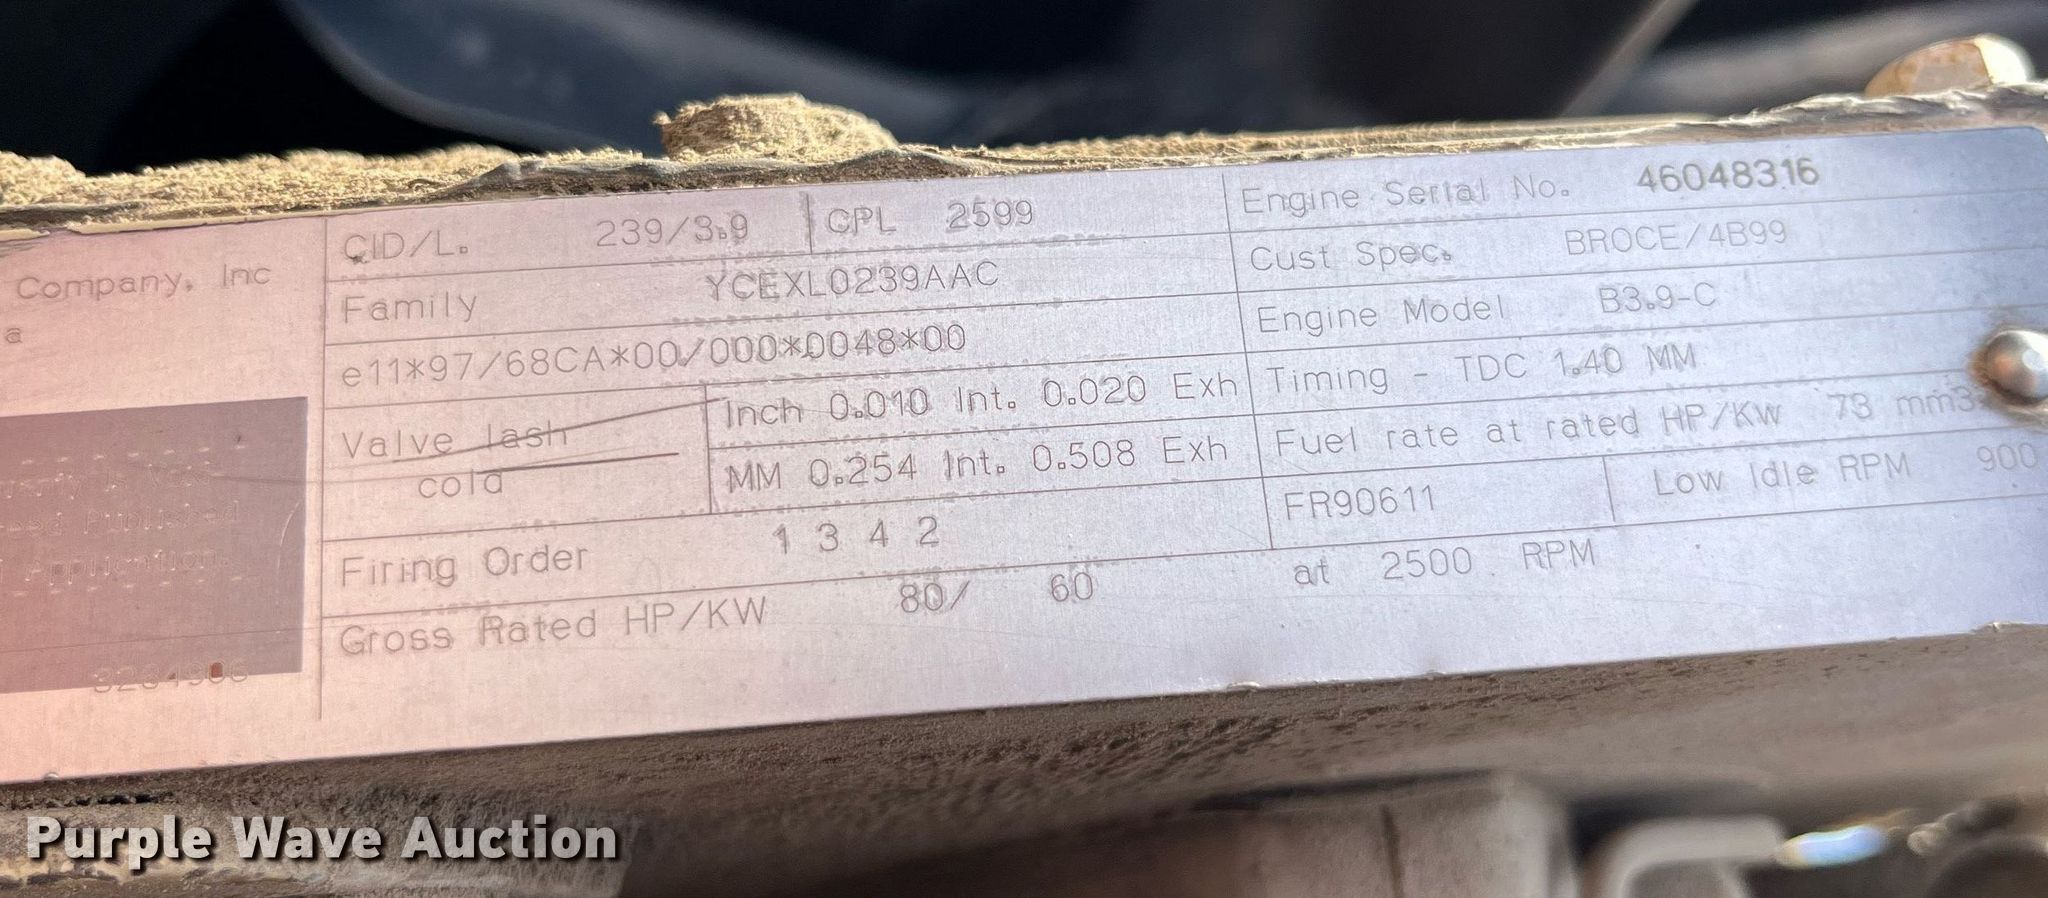 Company, Inc
a
Published
Application.
CID/L. 239/3.9 CPL 2599
Family YCEXL0239AAC
e11*97/68CA*00/000*0048*00
Valve lash cold
Inch 0.010 Int. 0.020 Exh
MM 0.254 Int. 0.508 Exh
Firing Order 1 3 4 2
Gross Rated HP/KW 80/ 60 at 2500 RPM
Engine Serial No. 46048316
Cust Spec. BROCE/4B99
Engine Model B3.9-C
Timing - TDC 1.40 MM
Fuel rate at rated HP/KW 73 mm3
FR90611 Low Idle RPM 900
Purple Wave Auction